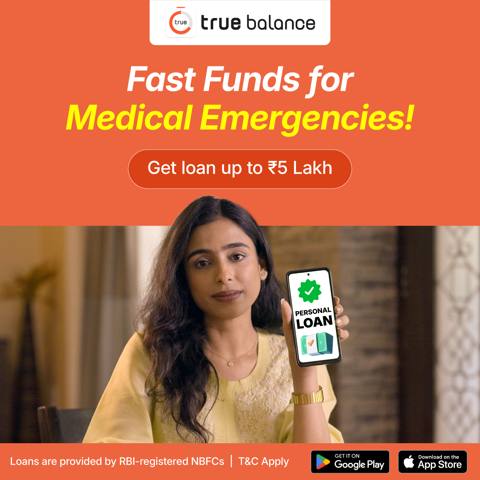 true
true balance
Fast Funds for
Medical Emergencies!
Get loan up to ₹5 Lakh
PERSONAL
LOAN
Loans are provided by RBI-registered NBFCs | T&C Apply
GET IT ON
Google Play
Download on the
App Store